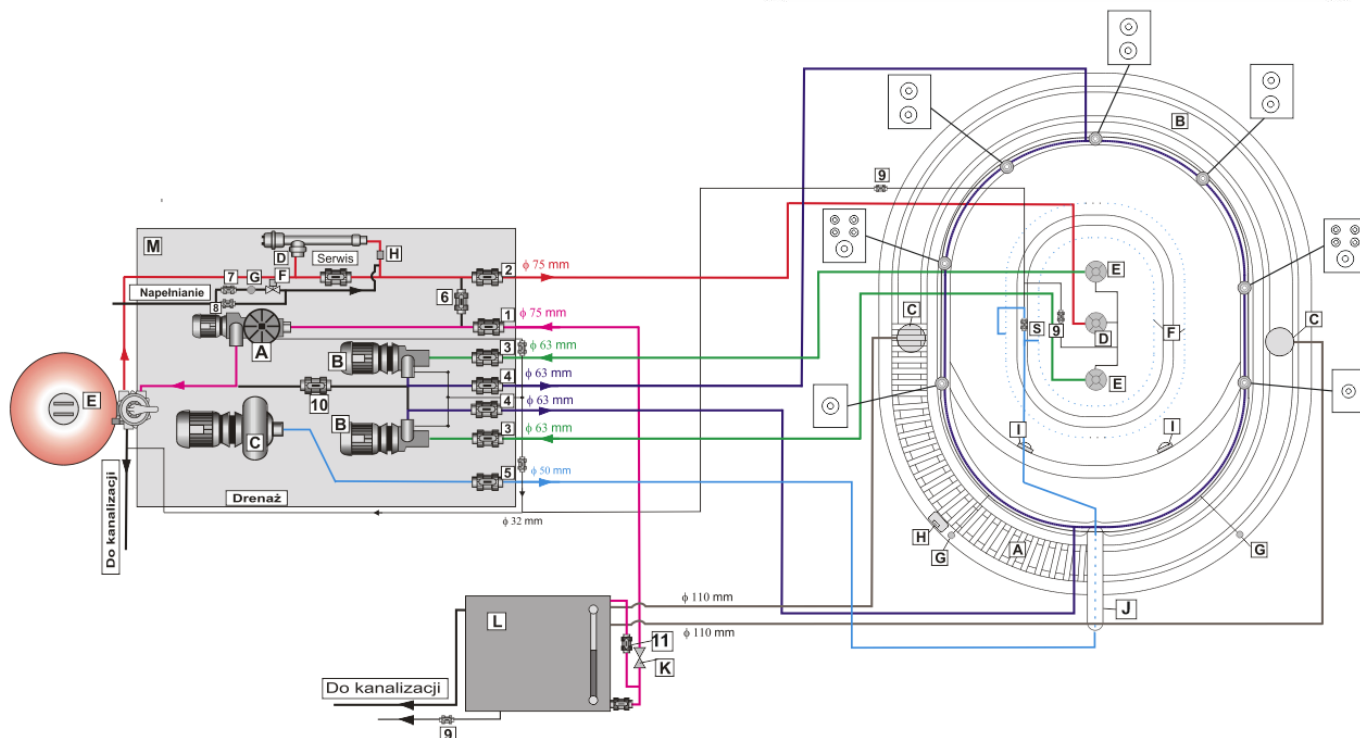 B
9
M
D
Serwis
H
7
G
F
2
ϕ 75 mm
Napełnianie
8
6
1
ϕ 75 mm
A
B
3
ϕ 63 mm
4
ϕ 63 mm
10
4
ϕ 63 mm
B
3
ϕ 63 mm
E
C
5
ϕ 50 mm
Drenaż
ϕ 32 mm
Do kanalizacji
E
C
S
9
D
F
C
E
I
I
H
G
A
G
J
L
ϕ 110 mm
ϕ 110 mm
11
K
Do kanalizacji
9